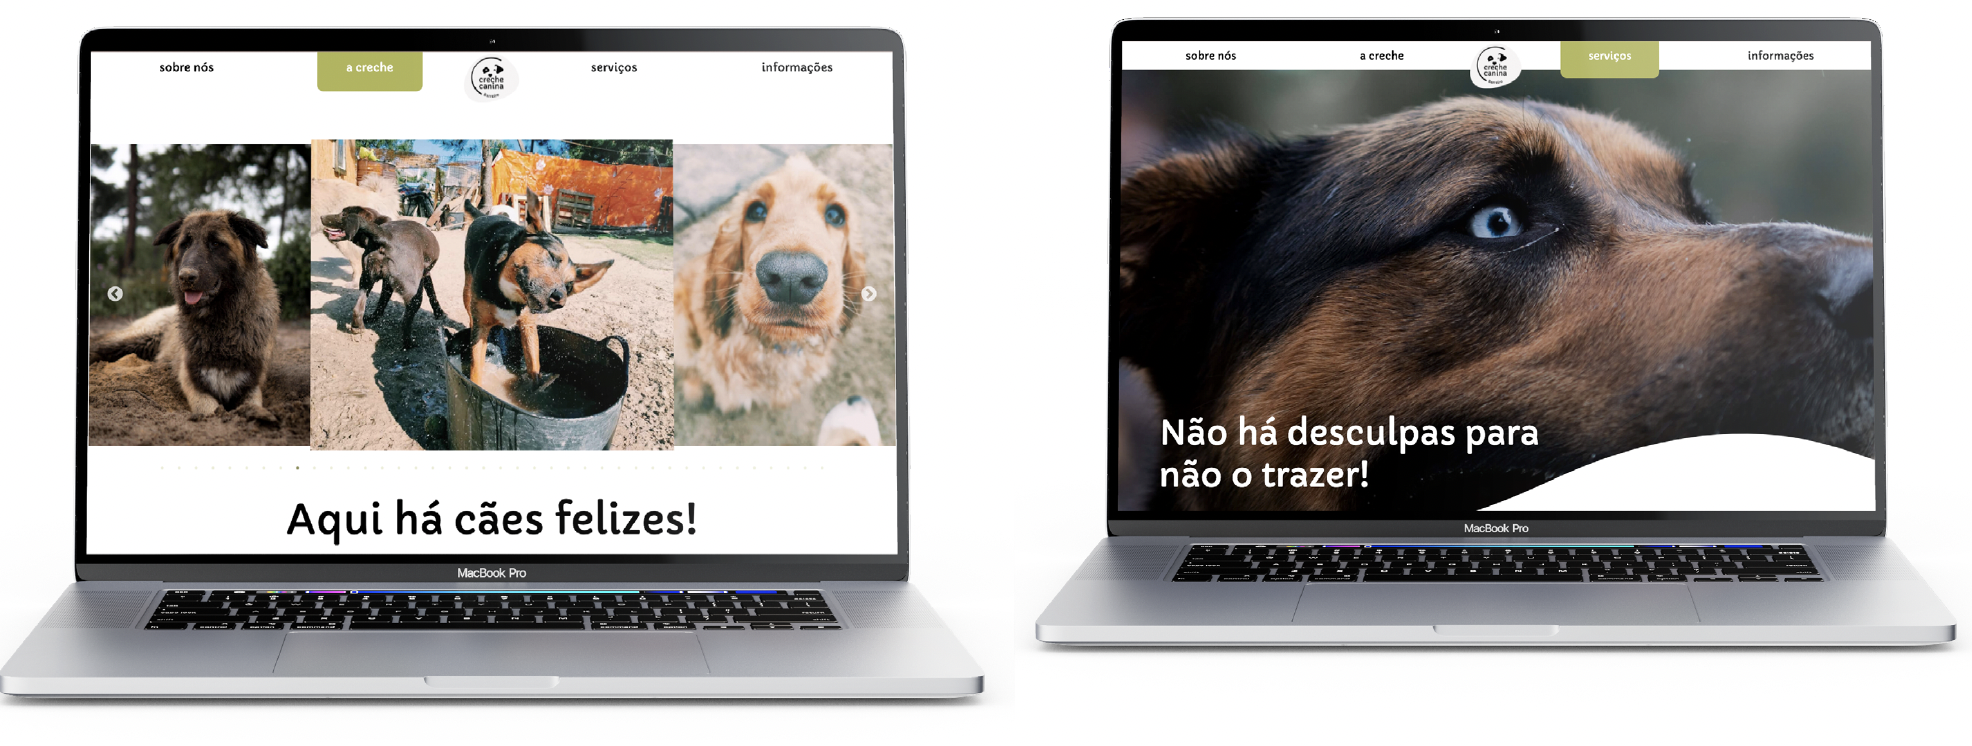 sobre nós
a creche
creche
canina
serviços
informações
Aqui há cães felizes!
MacBook Pro
sobre nós
a creche
creche
canina
serviços
informações
Não há desculpas para
não o trazer!
MacBook Pro